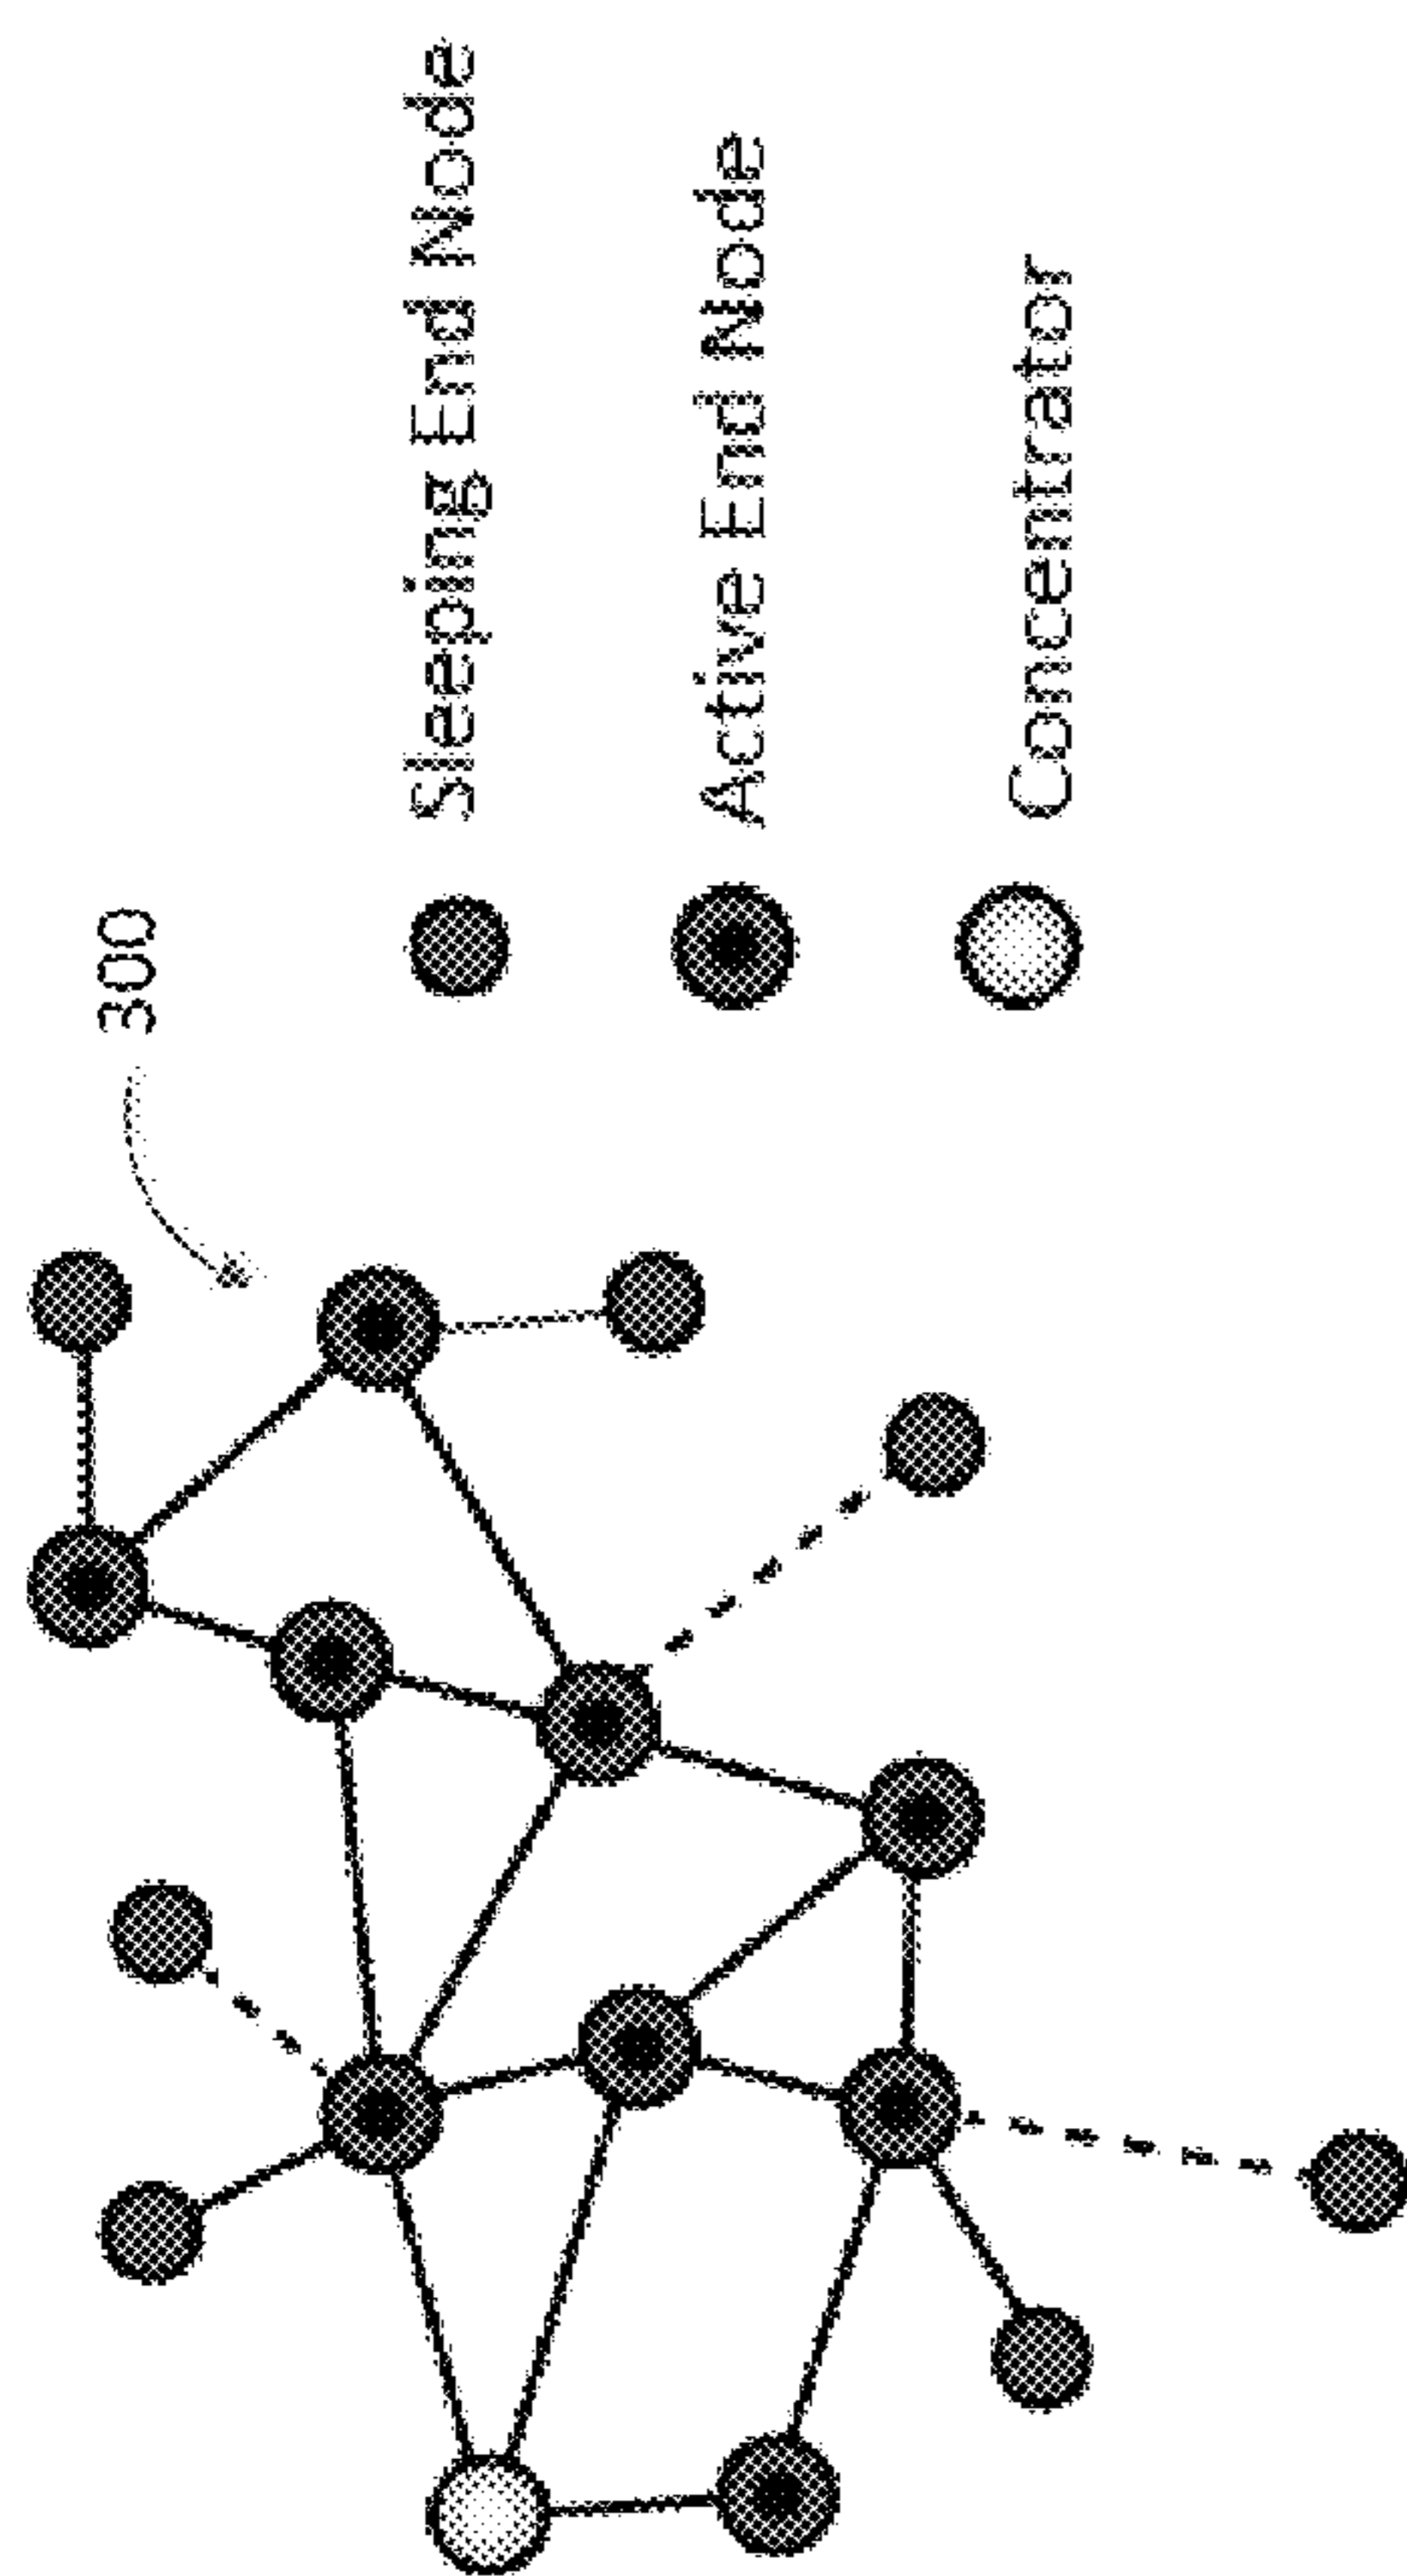 300
Sleeping End Node
Active End Node
Concentrator